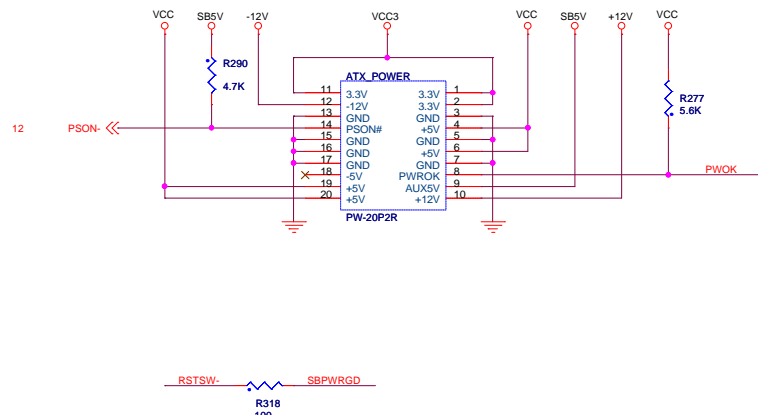 VCC SB5V -12V VCC3 VCC SB5V +12V VCC
R290
4.7K
ATX_POWER
R277
5.6K
12 PSON-
11 3.3V 3.3V 1
12 -12V 3.3V 2
13 GND GND 3
14 PSON# +5V 4
15 GND GND 5
16 GND +5V 6
17 GND GND 7
18 -5V PWROK 8
19 +5V AUX5V 9
20 +5V +12V 10
PWOK
PW-20P2R
RSTSW- SBPWRGD
R318